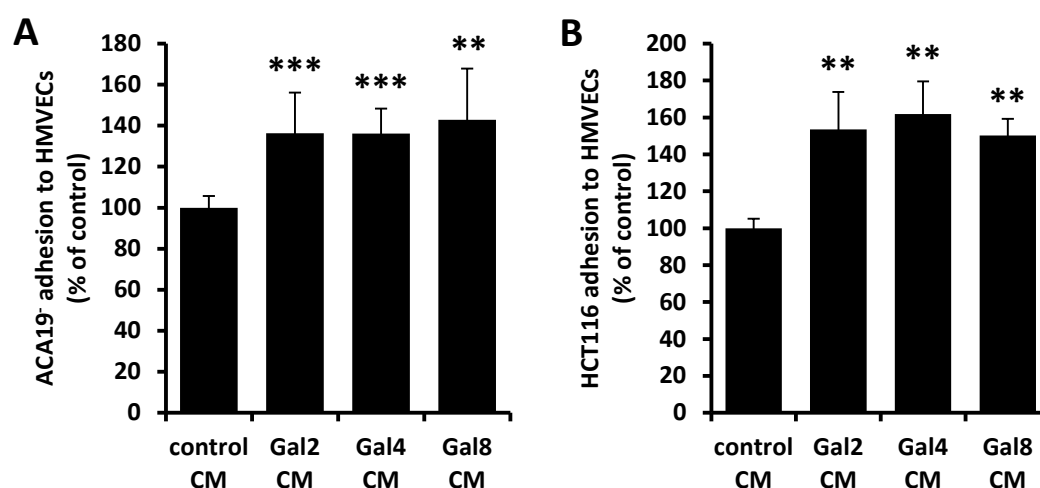 A
ACA19- adhesion to HMVECs
(% of control)
180
160
140
120
100
80
60
40
20
0
***
***
**
control CM
Gal2 CM
Gal4 CM
Gal8 CM
B
HCT116 adhesion to HMVECs
(% of control)
200
180
160
140
120
100
80
60
40
20
0
**
**
**
control CM
Gal2 CM
Gal4 CM
Gal8 CM